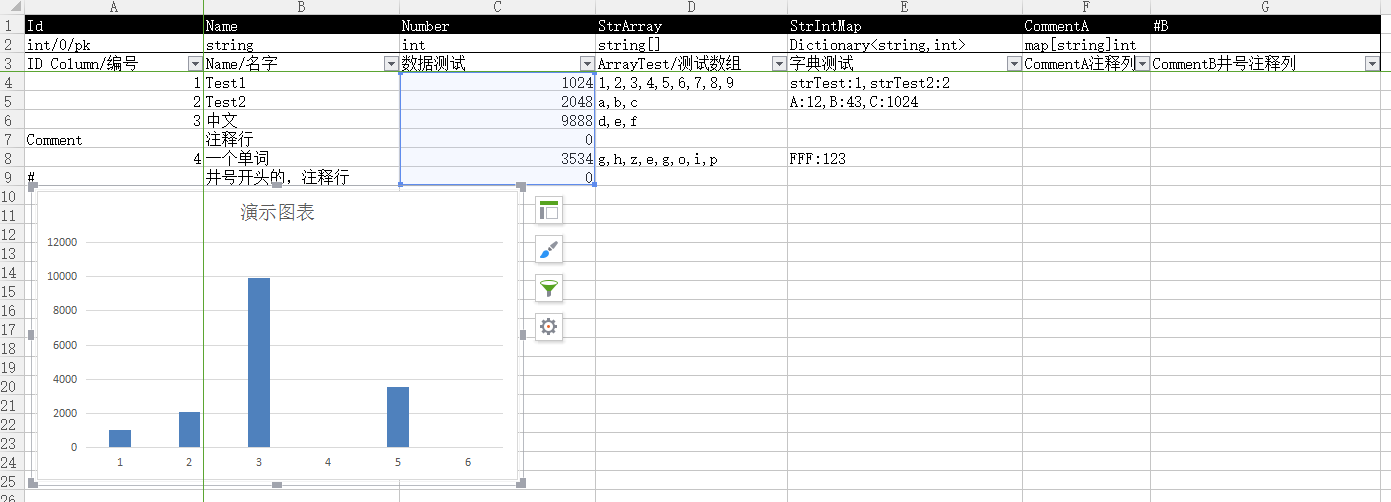 A B C D E F G
1 Id Name Number StrArray StrIntMap CommentA #B
2 int/0/pk string int string[] Dictionary<string,int> map[string]int
3 ID Column/编号 Name/名字 数据测试 ArrayTest/测试数组 字典测试 CommentA注释列 CommentB井号注释列
4 1 Test1 1024 1,2,3,4,5,6,7,8,9 strTest:1,strTest2:2
5 2 Test2 2048 a,b,c A:12,B:43,C:1024
6 3 中文 9888 d,e,f
7 Comment 注释行 0
8 4 一个单词 3534 g,h,z,e,g,o,i,p FFF:123
9 # 井号开头的，注释行 0
10
11
12
13
14
15
16
17
18
19
20
21
22
23
24
25
26
演示图表
12000
10000
8000
6000
4000
2000
0
1 2 3 4 5 6